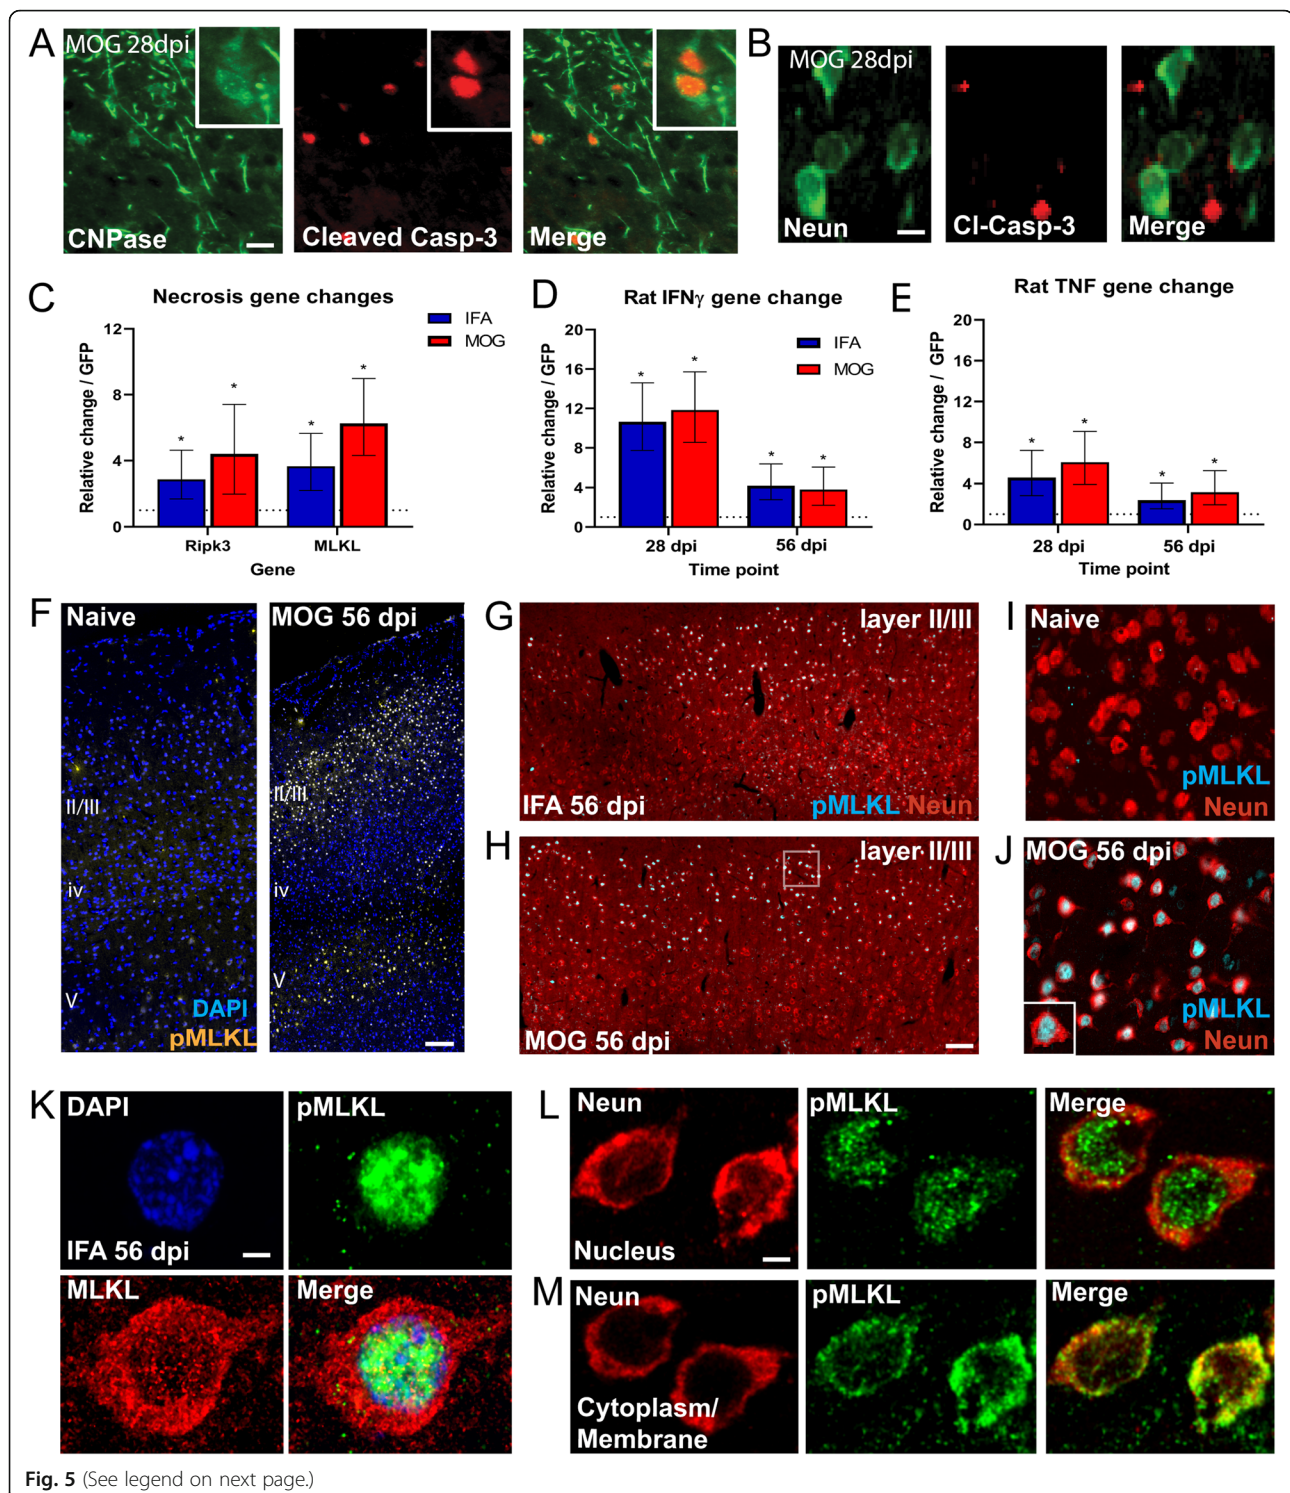 A
MOG 28dpi
CNPase
Cleaved Casp-3
Merge
B
MOG 28dpi
Neun
Cl-Casp-3
Merge
C
Necrosis gene changes
IFA
MOG
Relative change / GFP
12
8
4
0
*
*
*
*
Ripk3
MLKL
Gene
D
Rat IFNγ gene change
IFA
MOG
Relative change / GFP
20
16
12
8
4
0
*
*
*
*
28 dpi
56 dpi
Time point
E
Rat TNF gene change
Relative change / GFP
20
16
12
8
4
0
*
*
*
*
28 dpi
56 dpi
Time point
F
Naive
II/III
iv
V
DAPI
pMLKL
MOG 56 dpi
II/III
iv
V
G
layer II/III
IFA 56 dpi
pMLKL Neun
H
layer II/III
MOG 56 dpi
I
Naive
pMLKL
Neun
J
MOG 56 dpi
pMLKL
Neun
K
DAPI
IFA 56 dpi
pMLKL
MLKL
Merge
L
Neun
Nucleus
pMLKL
Merge
M
Neun
Cytoplasm/
Membrane
pMLKL
Merge
Fig. 5 (See legend on next page.)